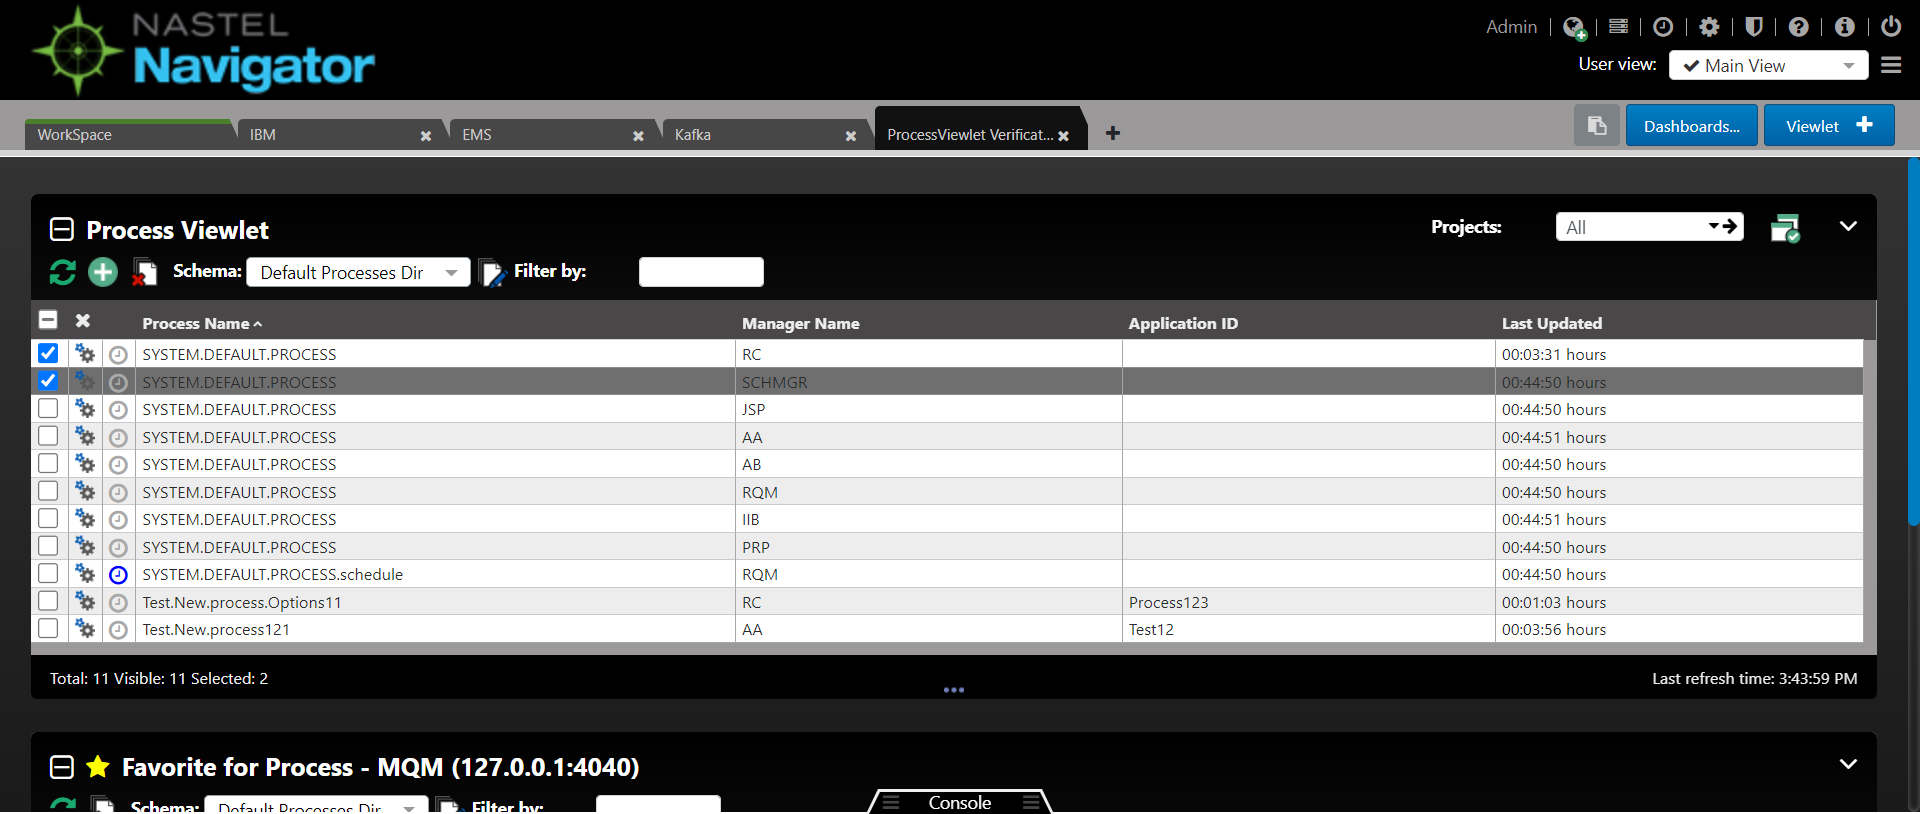 NASTEL
Navigator
Admin
User view: Main View
WorkSpace IBM EMS Kafka ProcessViewlet Verificat...
Dashboards... Viewlet
Process Viewlet
Projects: All
Schema: Default Processes Dir Filter by:
Process Name Manager Name Application ID Last Updated
SYSTEM.DEFAULT.PROCESS RC 00:03:31 hours
SYSTEM.DEFAULT.PROCESS SCHMGR 00:44:50 hours
SYSTEM.DEFAULT.PROCESS JSP 00:44:50 hours
SYSTEM.DEFAULT.PROCESS AA 00:44:51 hours
SYSTEM.DEFAULT.PROCESS AB 00:44:50 hours
SYSTEM.DEFAULT.PROCESS RQM 00:44:50 hours
SYSTEM.DEFAULT.PROCESS IIB 00:44:51 hours
SYSTEM.DEFAULT.PROCESS PRP 00:44:50 hours
SYSTEM.DEFAULT.PROCESS.schedule RQM 00:44:50 hours
Test.New.process.Options11 RC Process123 00:01:03 hours
Test.New.process121 AA Test12 00:03:56 hours
Total: 11 Visible: 11 Selected: 2
Last refresh time: 3:43:59 PM
Favorite for Process - MQM (127.0.0.1:4040)
Schema: Default Processes Dir Filter by:
Console